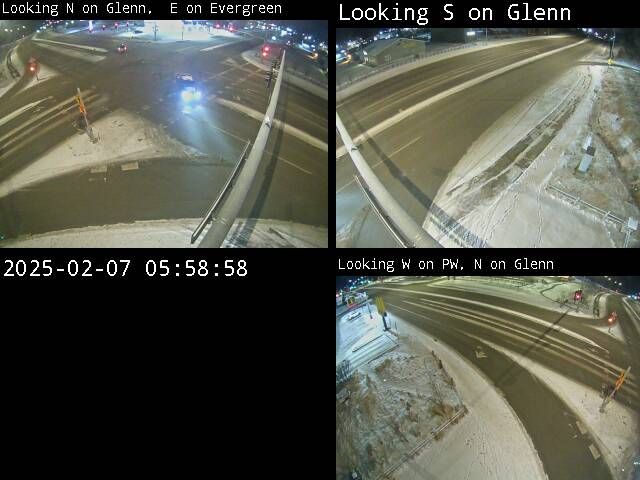 Looking N on Glenn,  E on Evergreen
Looking S on Glenn
2025-02-07 05:58:58
Looking W on PW, N on Glenn